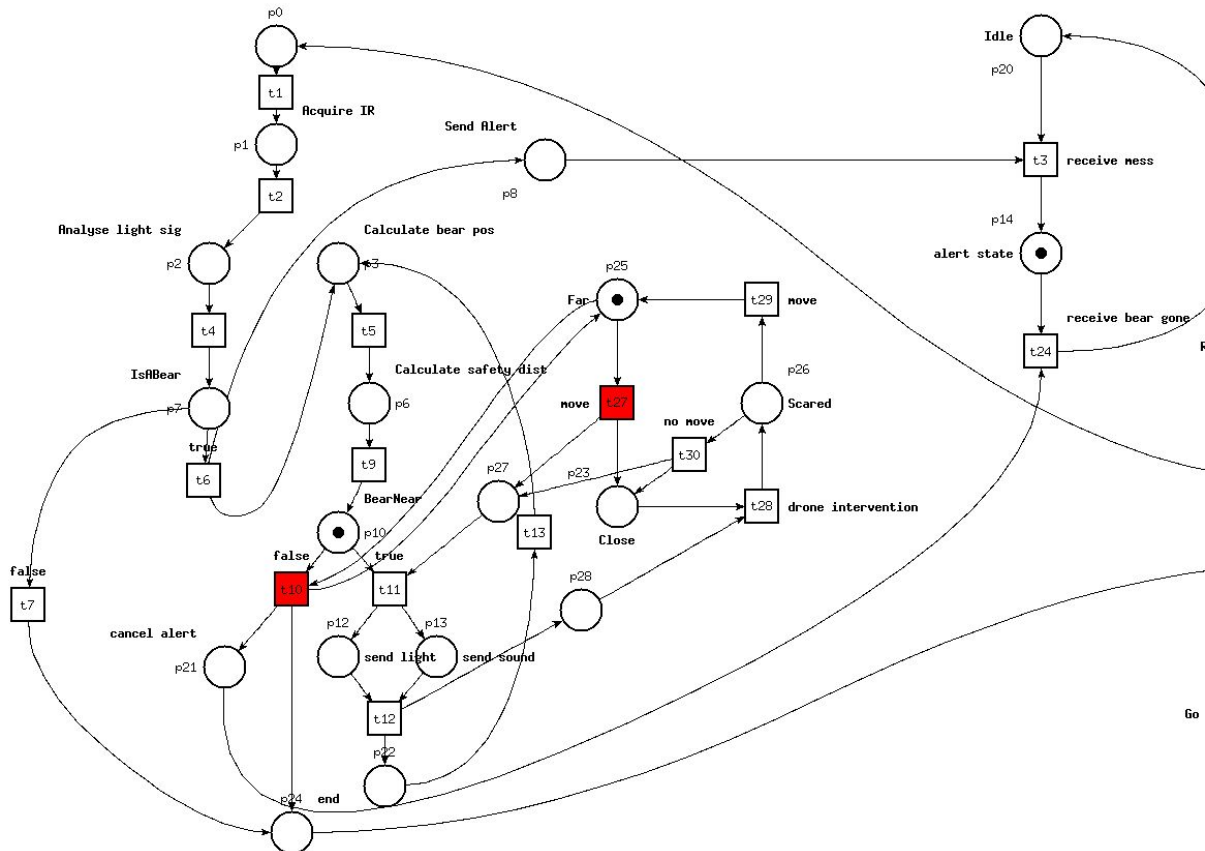 p0
Idle
p20
t1
Acquire IR
p1
Send Alert
t3
receive mess
t2
p8
p14
Analyse light sig
Calculate bear pos
alert state
p2
p3
p25
Far
t29
move
t4
t5
receive bear gone
t24
R
IsABear
Calculate safety dist
p26
p7
p6
move
t27
Scared
no move
true
t6
t9
t30
p27
p23
BearNear
t28
drone intervention
p10
t13
Close
false
true
false
t10
t11
p28
t7
p12
p13
cancel alert
p21
send light
send sound
t12
Go
p22
p24
end